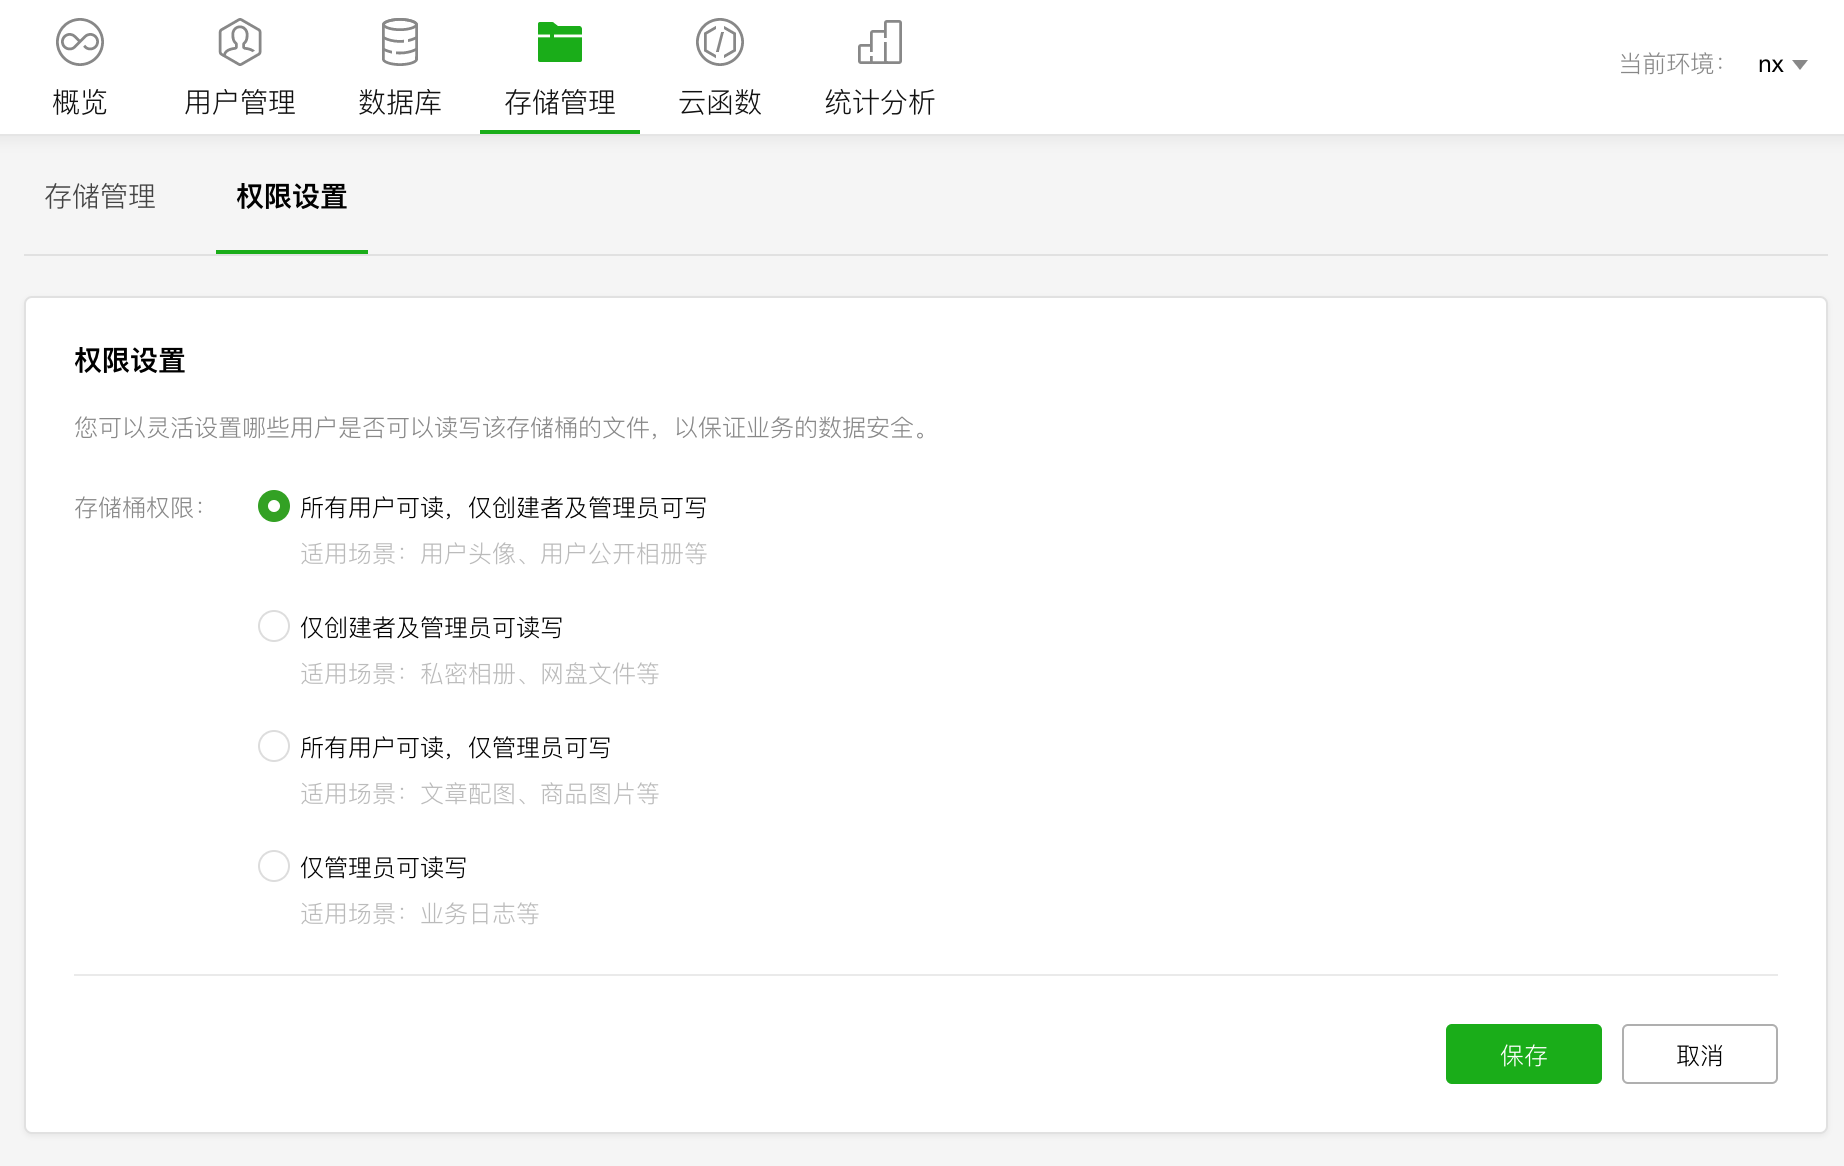 概览
用户管理
数据库
存储管理
云函数
统计分析
当前环境： nx
存储管理
权限设置
权限设置
您可以灵活设置哪些用户是否可以读写该存储桶的文件，以保证业务的数据安全。
存储桶权限：
所有用户可读，仅创建者及管理员可写
适用场景：用户头像、用户公开相册等
仅创建者及管理员可读写
适用场景：私密相册、网盘文件等
所有用户可读，仅管理员可写
适用场景：文章配图、商品图片等
仅管理员可读写
适用场景：业务日志等
保存
取消